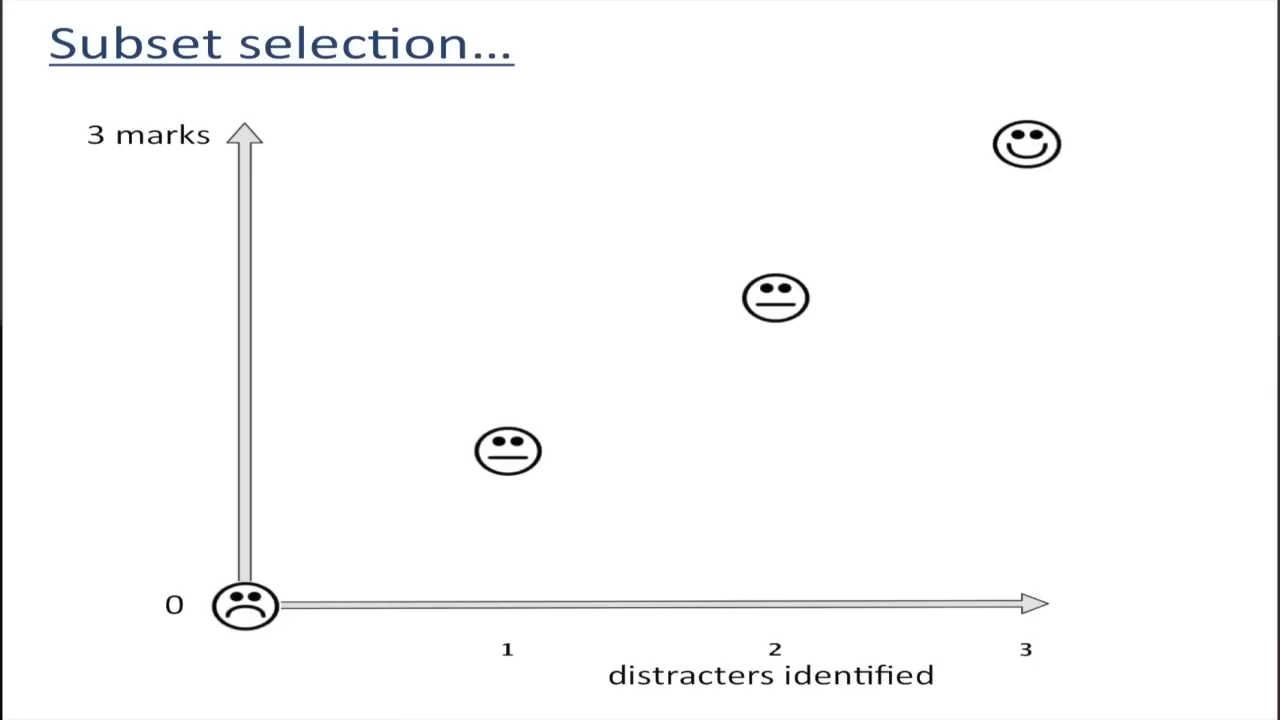 Subset selection...
3 marks
0
1 2 3
distracters identified